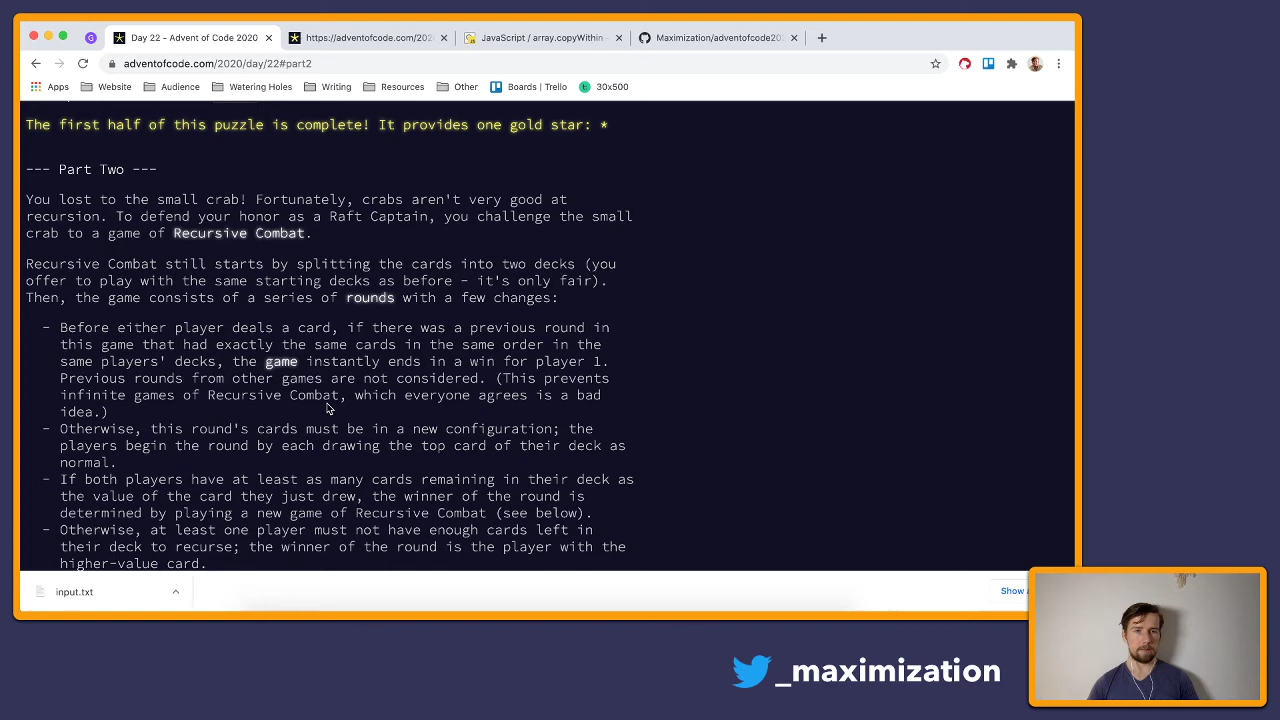 Day 22 - Advent of Code 2020
https://adventofcode.com/202
JavaScript / array.copyWithin
Maximization/adventofcode202
adventofcode.com/2020/day/22#part2
Apps
Website
Audience
Watering Holes
Writing
Resources
Other
Boards | Trello
30x500
The first half of this puzzle is complete! It provides one gold star: *
--- Part Two ---
You lost to the small crab! Fortunately, crabs aren't very good at
recursion. To defend your honor as a Raft Captain, you challenge the small
crab to a game of Recursive Combat.
Recursive Combat still starts by splitting the cards into two decks (you
offer to play with the same starting decks as before - it's only fair).
Then, the game consists of a series of rounds with a few changes:
- Before either player deals a card, if there was a previous round in
this game that had exactly the same cards in the same order in the
same players' decks, the game instantly ends in a win for player 1.
Previous rounds from other games are not considered. (This prevents
infinite games of Recursive Combat, which everyone agrees is a bad
idea.)
- Otherwise, this round's cards must be in a new configuration; the
players begin the round by each drawing the top card of their deck as
normal.
- If both players have at least as many cards remaining in their deck as
the value of the card they just drew, the winner of the round is
determined by playing a new game of Recursive Combat (see below).
- Otherwise, at least one player must not have enough cards left in
their deck to recurse; the winner of the round is the player with the
higher-value card.
input.txt
Show
_maximization